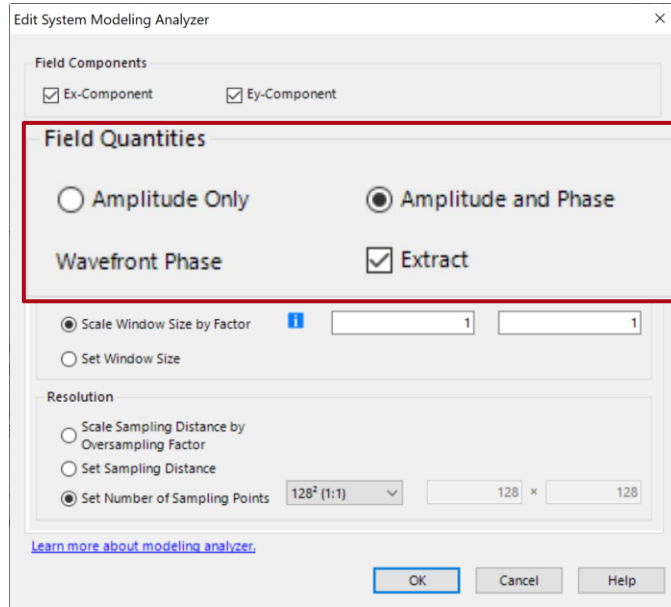 Edit System Modeling Analyzer
Field Components
Ex-Component Ey-Component
Field Quantities
Amplitude Only Amplitude and Phase
Wavefront Phase Extract
Scale Window Size by Factor i 1 1
Set Window Size
Resolution
Scale Sampling Distance by
Oversampling Factor
Set Sampling Distance
Set Number of Sampling Points 128² (1:1) 128 × 128
Learn more about modeling analyzer.
OK Cancel Help